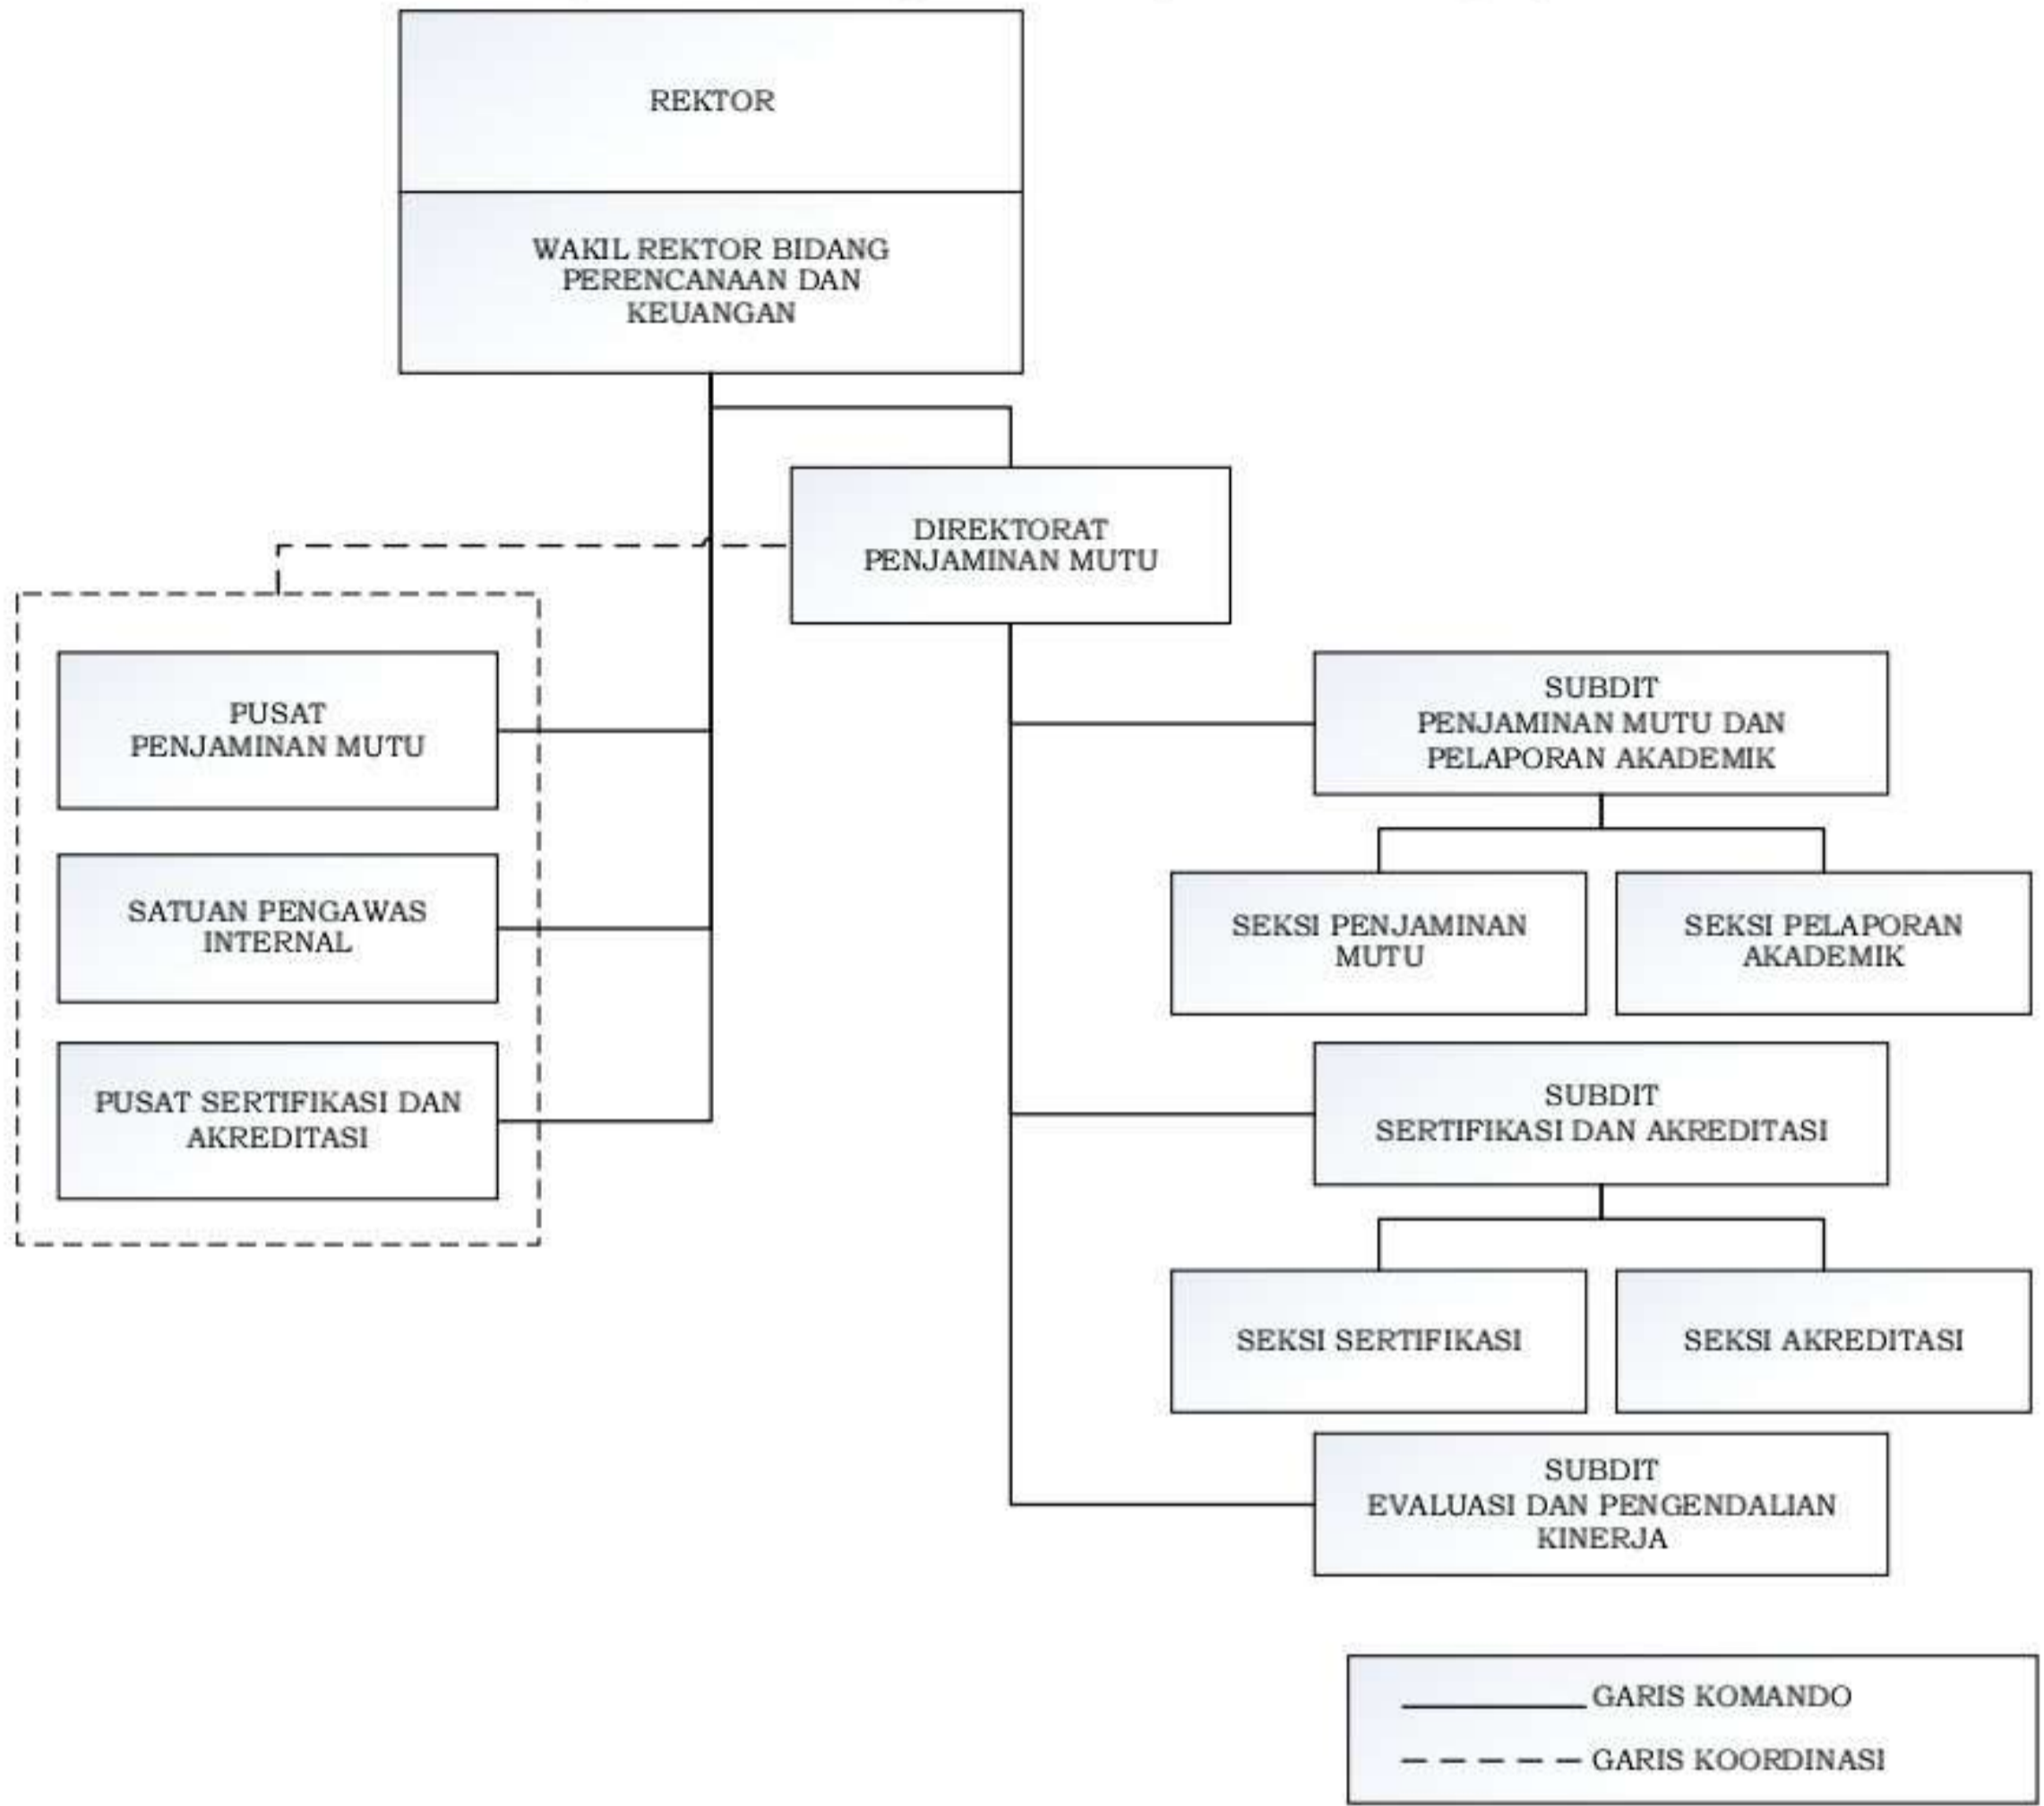 REKTOR
WAKIL REKTOR BIDANG
PERENCANAAN DAN
KEUANGAN
DIREKTORAT
PENJAMINAN MUTU
PUSAT
PENJAMINAN MUTU
SATUAN PENGAWAS
INTERNAL
PUSAT SERTIFIKASI DAN
AKREDITASI
SUBDIT
PENJAMINAN MUTU DAN
PELAPORAN AKADEMIK
SEKSI PENJAMINAN
MUTU
SEKSI PELAPORAN
AKADEMIK
SUBDIT
SERTIFIKASI DAN AKREDITASI
SEKSI SERTIFIKASI
SEKSI AKREDITASI
SUBDIT
EVALUASI DAN PENGENDALIAN
KINERJA
GARIS KOMANDO
GARIS KOORDINASI